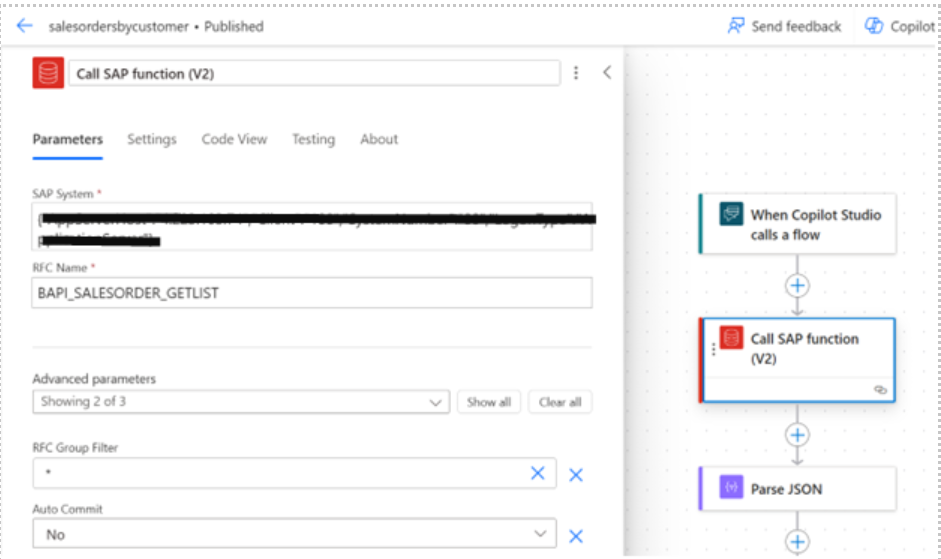 salesordersbycustomer • Published
Send feedback
Copilot
Call SAP function (V2)
Parameters
Settings
Code View
Testing
About
SAP System *
RFC Name *
BAPI_SALESORDER_GETLIST
Advanced parameters
Showing 2 of 3
Show all
Clear all
RFC Group Filter
*
Auto Commit
No
When Copilot Studio
calls a flow
Call SAP function
(V2)
Parse JSON